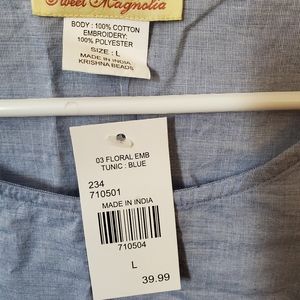 Sweet Magnolia
BODY : 100% COTTON
EMBROIDERY:
100% POLYESTER
SIZE : L
MADE IN INDIA
KRISHNA BEADS
03 FLORAL EMB
TUNIC : BLUE
234
710501
MADE IN INDIA
710504
L
39.99